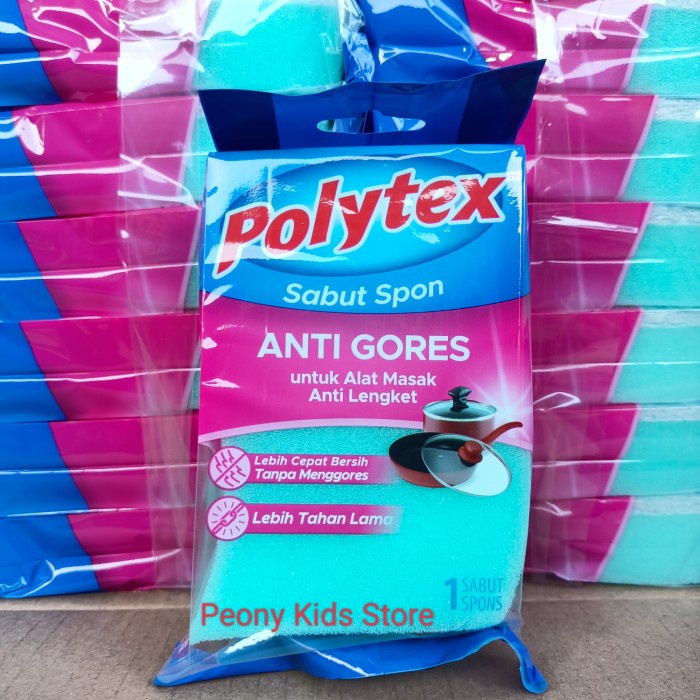 Polytex
Sabut Spon
ANTI GORES
untuk Alat Masak
Anti Lengket
Lebih Cepat Bersih
Tanpa Menggores
Lebih Tahan Lama
1 SABUT
SPONS
Peony Kids Store